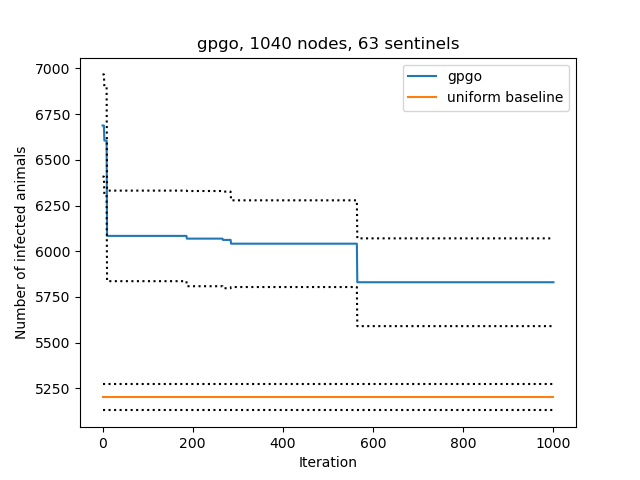 gpgo, 1040 nodes, 63 sentinels
gpgo
uniform baseline
Number of infected animals
7000
6750
6500
6250
6000
5750
5500
5250
0 200 400 600 800 1000
Iteration